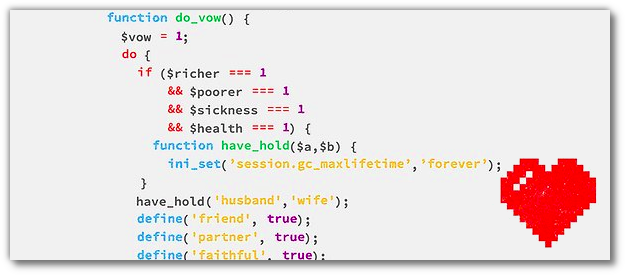 function do_vow() {
$vow = 1;
do {
if ($richer === 1
&& $poorer === 1
&& $sickness === 1
&& $health === 1) {
function have_hold($a,$b) {
ini_set(’session.gc_maxlifetime’,’forever’);
}
have_hold('husband','wife');
define('friend', true);
define('partner', true);
define('faithful', true);